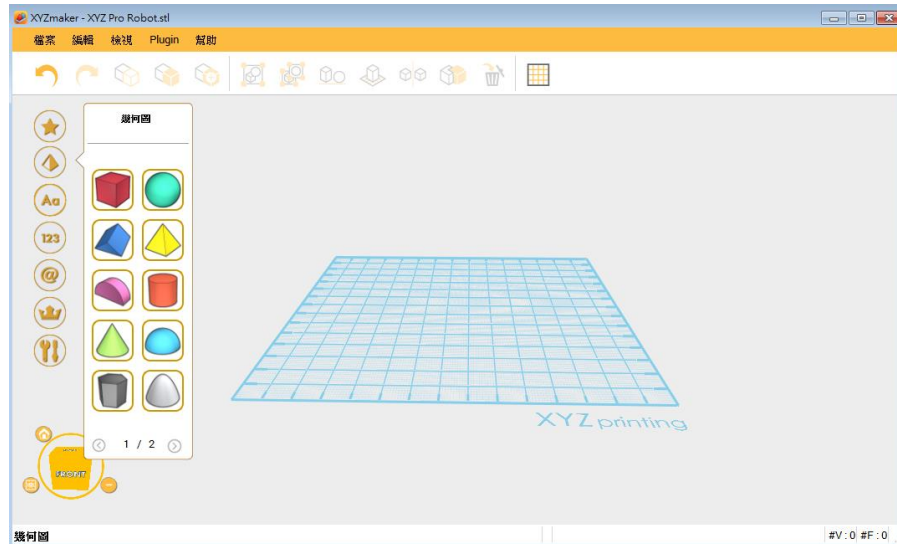 XYZmaker - XYZ Pro Robot.stl
檔案 編輯 檢視 Plugin 幫助
幾何圖
Aa
123
@
1 / 2
FRONT
XYZ printing
幾何圖
#V : 0 #F : 0